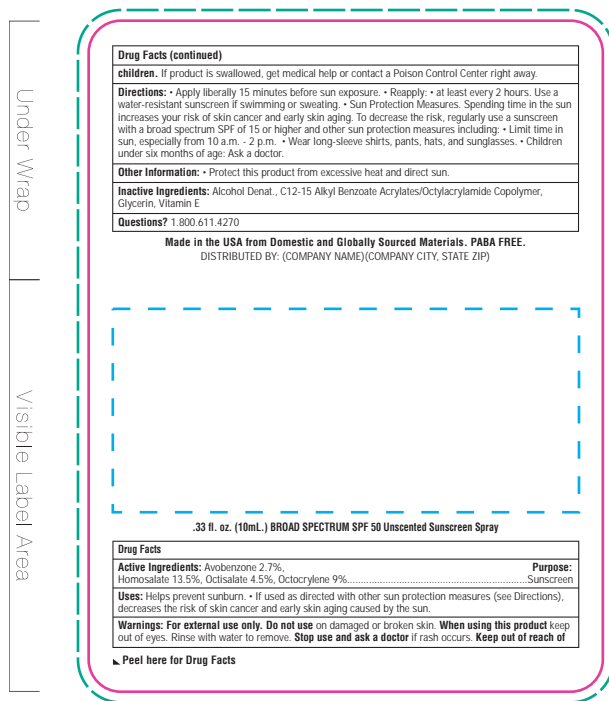 Under Wrap
Drug Facts (continued)
children. If product is swallowed, get medical help or contact a Poison Control Center right away.
Directions: • Apply liberally 15 minutes before sun exposure. • Reapply: • at least every 2 hours. Use a
water-resistant sunscreen if swimming or sweating. • Sun Protection Measures. Spending time in the sun
increases your risk of skin cancer and early skin aging. To decrease the risk, regularly use a sunscreen
with a broad spectrum SPF of 15 or higher and other sun protection measures including: • Limit time in
sun, especially from 10 a.m. - 2 p.m. • Wear long-sleeve shirts, pants, hats, and sunglasses. • Children
under six months of age: Ask a doctor.
Other Information: • Protect this product from excessive heat and direct sun.
Inactive Ingredients: Alcohol Denat., C12-15 Alkyl Benzoate Acrylates/Octylacrylamide Copolymer,
Glycerin, Vitamin E
Questions? 1.800.611.4270
Made in the USA from Domestic and Globally Sourced Materials. PABA FREE.
DISTRIBUTED BY: (COMPANY NAME)(COMPANY CITY, STATE ZIP)
Visible Label Area
.33 fl. oz. (10mL.) BROAD SPECTRUM SPF 50 Unscented Sunscreen Spray
Drug Facts
Active Ingredients: Avobenzone 2.7%, Purpose:
Homosalate 13.5%, Octisalate 4.5%, Octocrylene 9%......Sunscreen
Uses: Helps prevent sunburn. • If used as directed with other sun protection measures (see Directions),
decreases the risk of skin cancer and early skin aging caused by the sun.
Warnings: For external use only. Do not use on damaged or broken skin. When using this product keep
out of eyes. Rinse with water to remove. Stop use and ask a doctor if rash occurs. Keep out of reach of
Peel here for Drug Facts